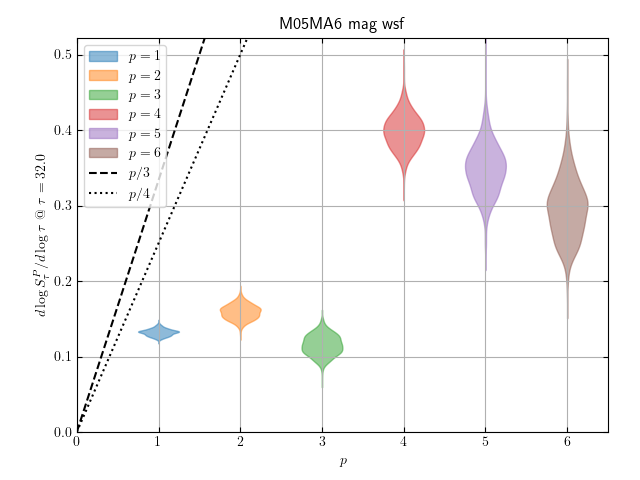 M05MA6 mag wsf
d log S_τ^P / d log τ @ τ = 32.0
0.5
0.4
0.3
0.2
0.1
0.0
p = 1
p = 2
p = 3
p = 4
p = 5
p = 6
p/3
p/4
0 1 2 3 4 5 6
p